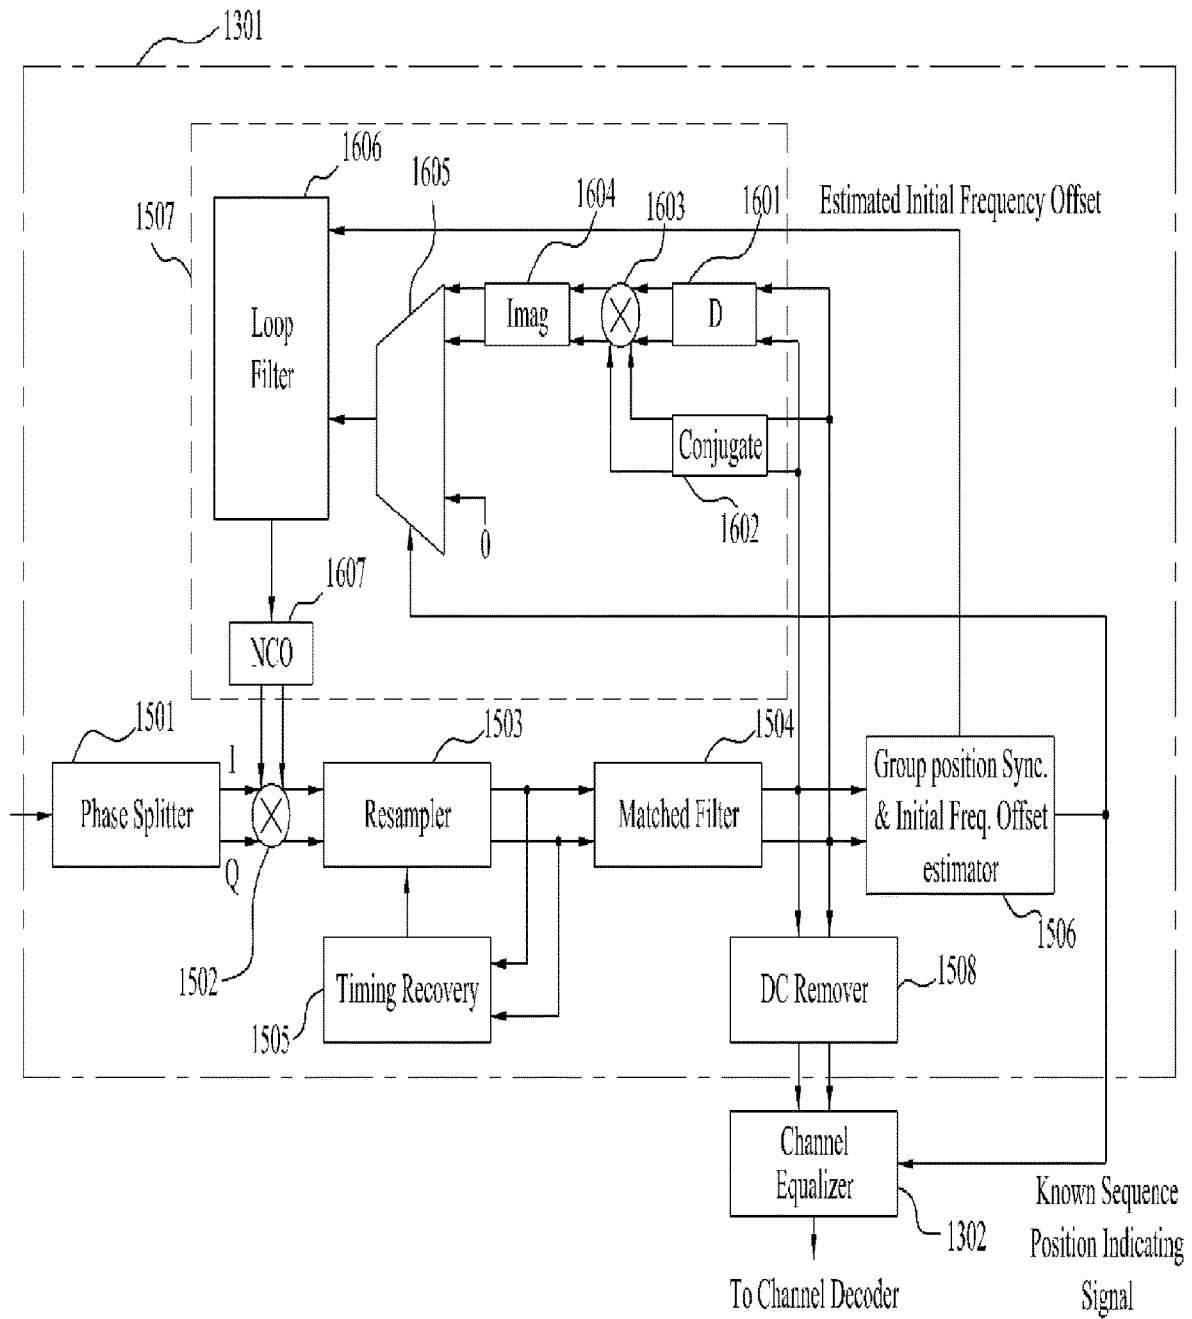 1301
1606
1605
1604
1603
1601
Estimated Initial Frequency Offset
1507
Loop
Filter
Imag
D
Conjugate
1602
0
1607
NCO
1501
1503
1504
I
Phase Splitter
Resampler
Matched Filter
Group position Sync.
& Initial Freq. Offset
estimator
Q
1506
1502
Timing Recovery
1505
DC Remover
1508
Channel
Equalizer
1302
Known Sequence
Position Indicating
Signal
To Channel Decoder